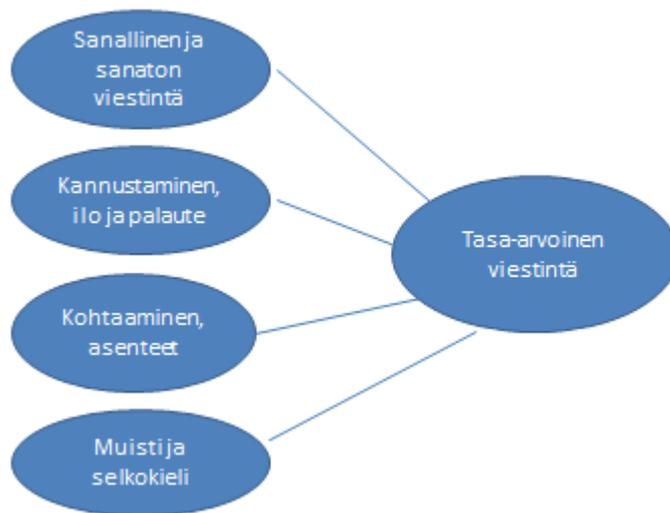 Sanallinen ja
sanaton
viestintä
Kannustaminen,
ilo ja palaute
Kohtaaminen,
asenteet
Muisti ja
selkokieli
Tasa-arvoinen
viestintä